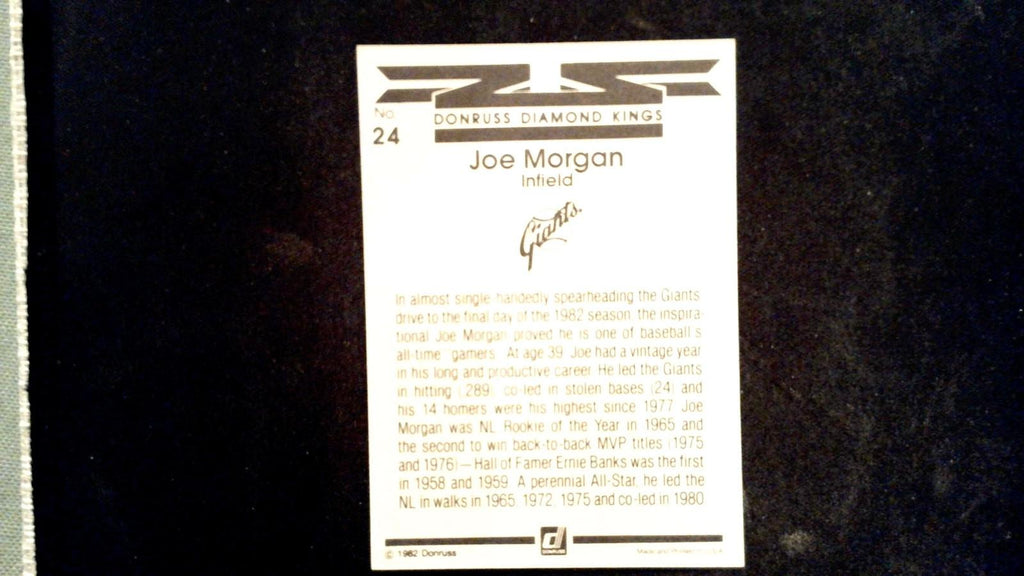 No.
24
DONRUSS DIAMOND KINGS
Joe Morgan
Infield
Giants
In almost single handedly spearheading the Giants
drive to the final day of the 1982 season, the inspira-
tional Joe Morgan proved he is one of baseball's
all-time gamers. At age 39, Joe had a vintage year
in his long and productive career. He led the Giants
in hitting (.289), co-led in stolen bases (24) and
his 14 homers were his highest since 1977. Joe
Morgan was NL Rookie of the Year in 1965 and
the second to win back-to-back MVP titles (1975
and 1976)—Hall of Famer Ernie Banks was the first
in 1958 and 1959. A perennial All-Star, he led the
NL in walks in 1965, 1972, 1975 and co-led in 1980.
d
DONRUSS
© 1982 Donruss
Made and Printed in U.S.A.